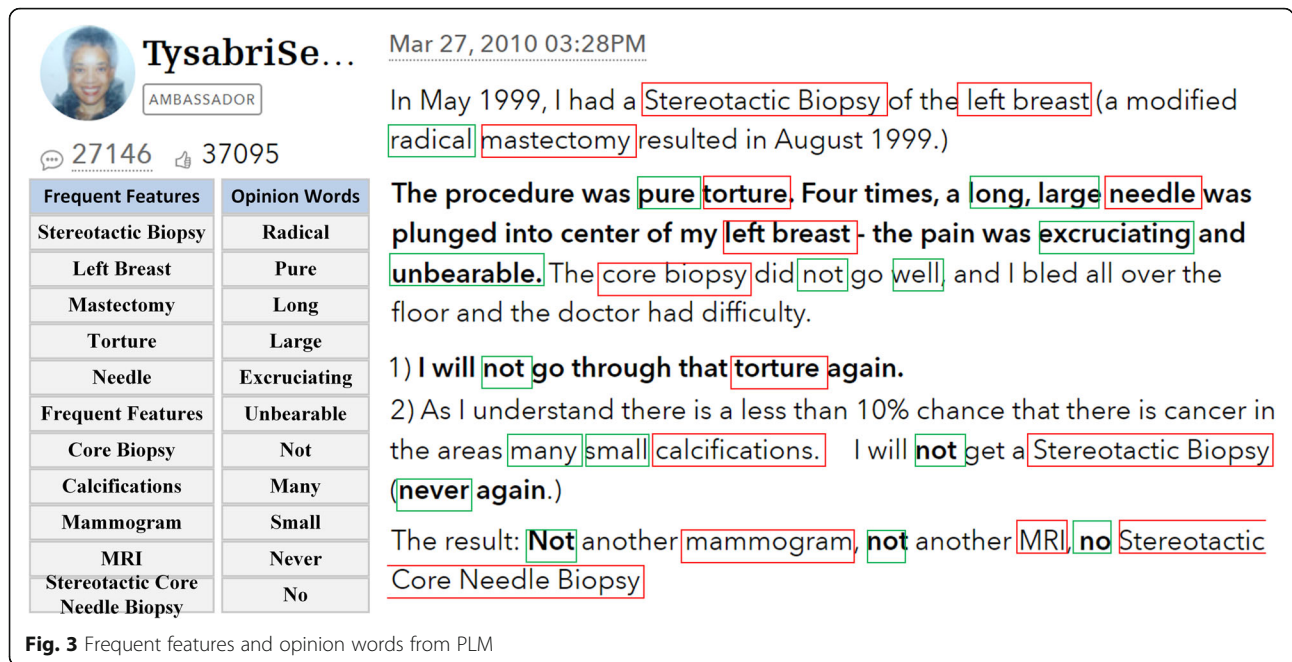 TysabriSe...
AMBASSADOR
27146 37095
Frequent Features Opinion Words
Stereotactic Biopsy Radical
Left Breast Pure
Mastectomy Long
Torture Large
Needle Excruciating
Frequent Features Unbearable
Core Biopsy Not
Calcifications Many
Mammogram Small
MRI Never
Stereotactic Core
Needle Biopsy No
Mar 27, 2010 03:28PM
In May 1999, I had a Stereotactic Biopsy of the left breast (a modified
radical mastectomy resulted in August 1999.)
The procedure was pure torture. Four times, a long, large needle was
plunged into center of my left breast - the pain was excruciating and
unbearable. The core biopsy did not go well, and I bled all over the
floor and the doctor had difficulty.
1) I will not go through that torture again.
2) As I understand there is a less than 10% chance that there is cancer in
the areas many small calcifications. I will not get a Stereotactic Biopsy
(never again.)
The result: Not another mammogram, not another MRI, no Stereotactic
Core Needle Biopsy
Fig. 3 Frequent features and opinion words from PLM